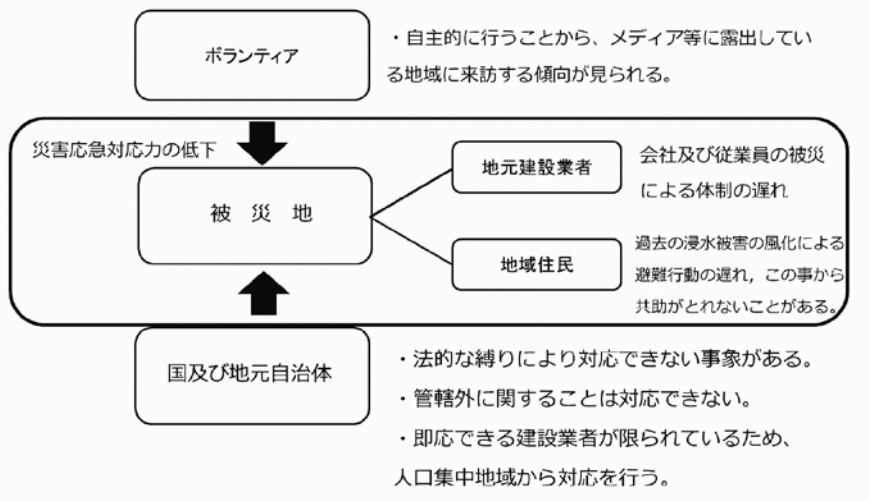 ボランティア
・自主的に行うことから、メディア等に露出してい
る地域に来訪する傾向が見られる。
災害応急対応力の低下
被 災 地
地元建設業者
会社及び従業員の被災
による体制の遅れ
地域住民
過去の浸水被害の風化による
避難行動の遅れ，この事から
共助がとれないことがある。
国及び地元自治体
・法的な縛りにより対応できない事象がある。
・管轄外に関することは対応できない。
・即応できる建設業者が限られているため、
人口集中地域から対応を行う。